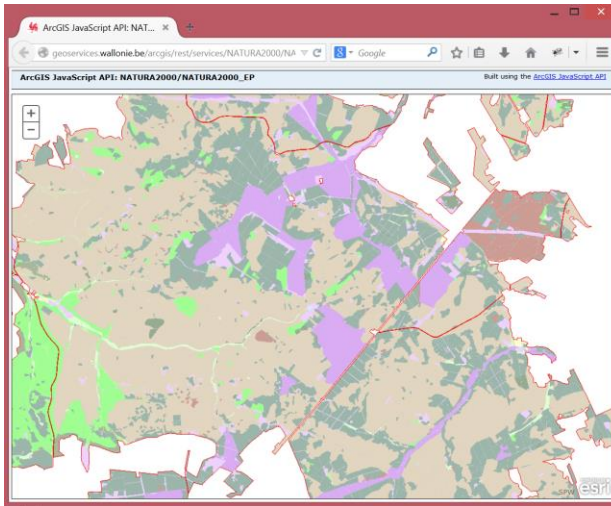 ArcGIS JavaScript API: NAT...
geoservices.wallonie.be/arcgis/rest/services/NATURA2000/NA
Google
ArcGIS JavaScript API: NATURA2000/NATURA2000_EP
Built using the ArcGIS JavaScript API
+
−
SPW
esri